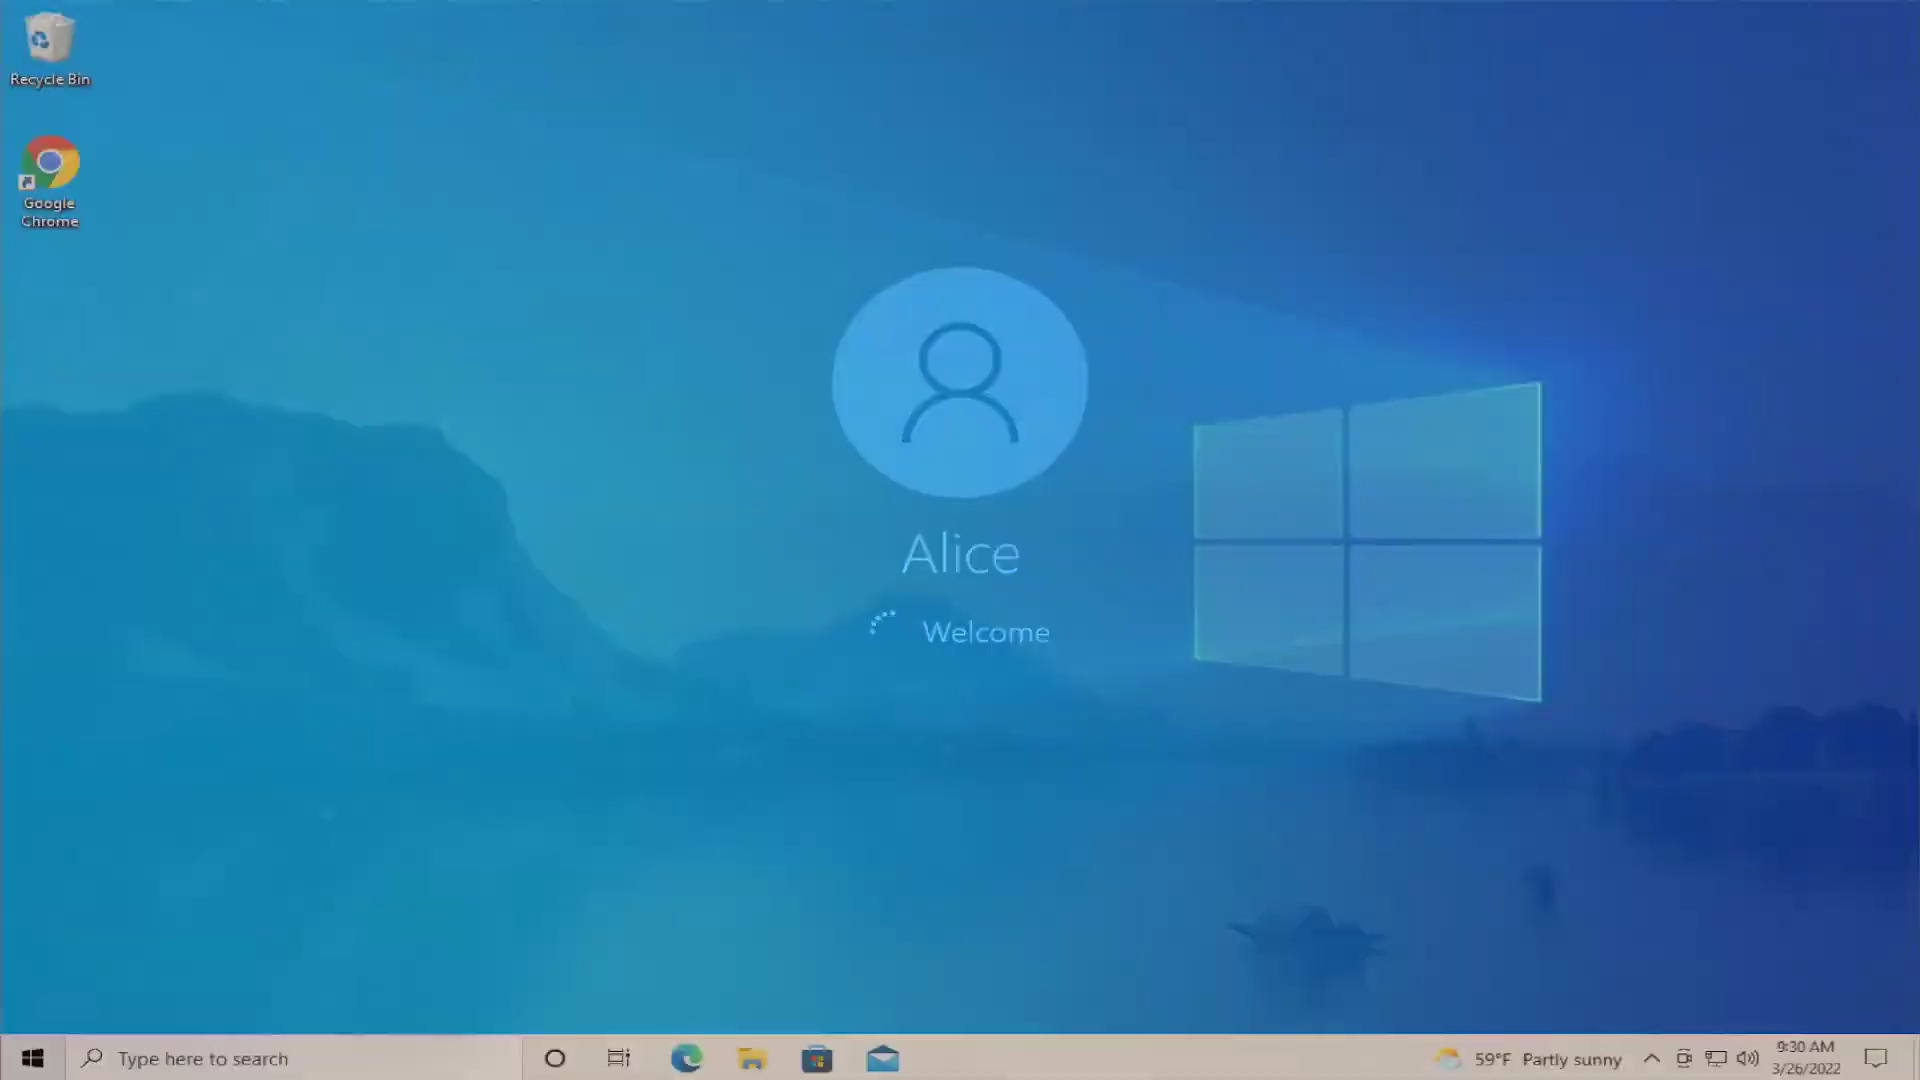 Recycle Bin
Google
Chrome
Alice
Welcome
Type here to search
59°F Partly sunny
9:30 AM
3/26/2022